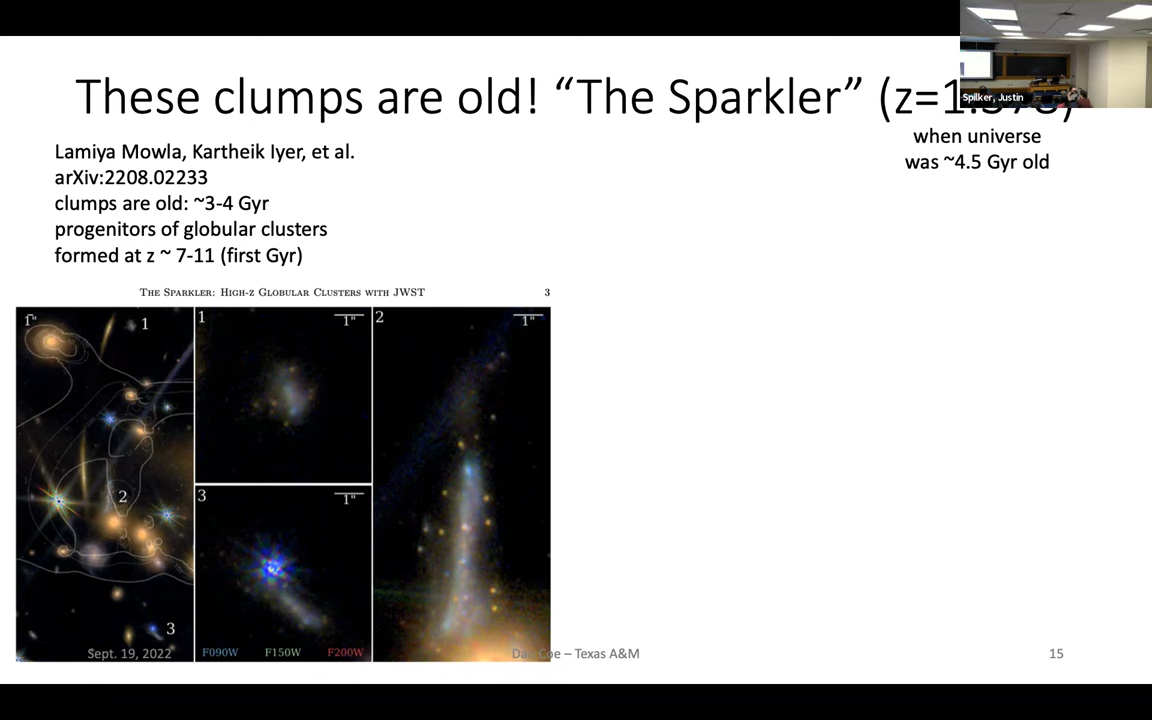 These clumps are old! “The Sparkler” (z=1.
Spilker, Justin
when universe
was ~4.5 Gyr old
Lamiya Mowla, Kartheik Iyer, et al.
arXiv:2208.02233
clumps are old: ~3-4 Gyr
progenitors of globular clusters
formed at z ~ 7-11 (first Gyr)
The Sparkler: High-z Globular Clusters with JWST 3
1"
1
2
3
1
1"
3
1"
F090W F150W F200W
2
1"
Sept. 19, 2022
Coe – Texas A&M
15